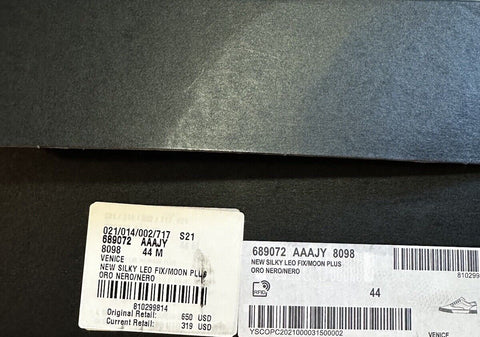 021/014/002/717 S21
689072 AAAJY
8098 44 M
VENICE
NEW SILKY LEO FIX/MOON PLUS
ORO NERO/NERO
810299814
Original Retail: 650 USD
Current Retail: 319 USD
689072 AAAJY 8098
NEW SILKY LEO FIX/MOON PLUS
ORO NERO/NERO
RFID
44
YSCOPC2021000031500002
VENICE